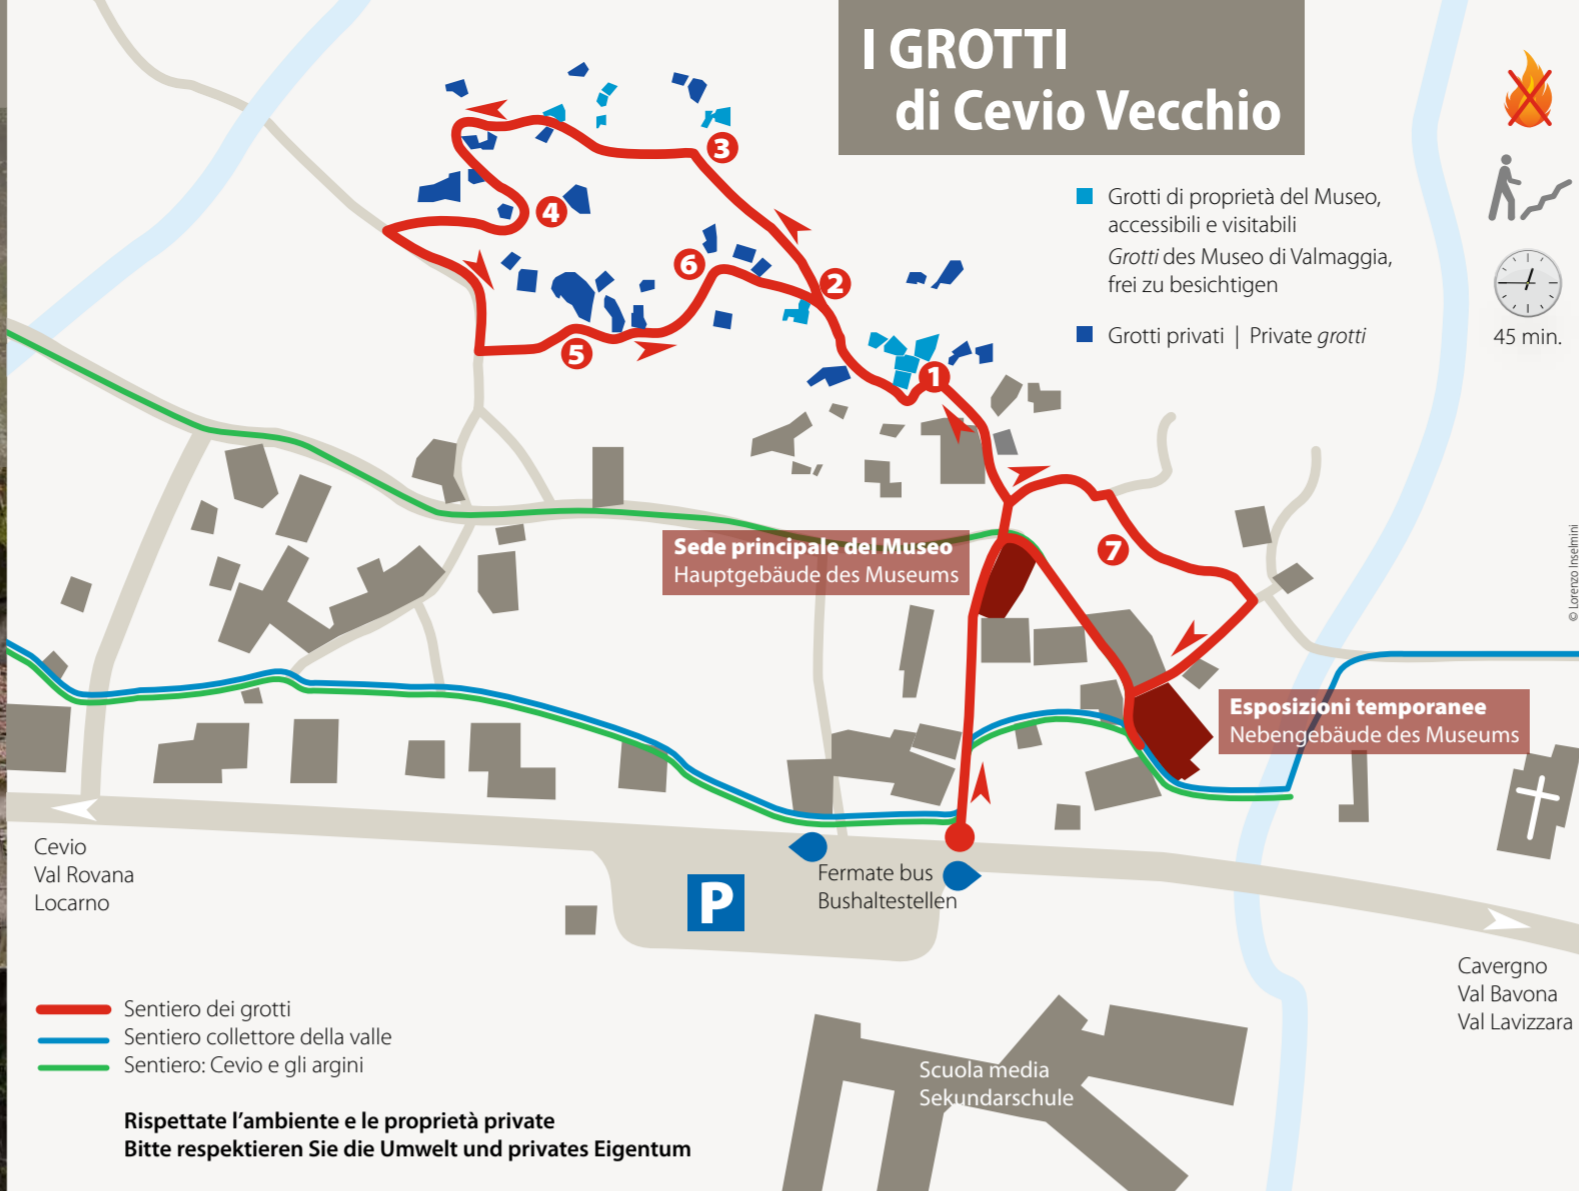 I GROTTI
di Cevio Vecchio
Grotti di proprietà del Museo,
accessibili e visitabili
Grotti des Museo di Valmaggia,
frei zu besichtigen
Grotti privati | Private grotti
45 min.
3
4
6
2
5
1
7
Sede principale del Museo
Hauptgebäude des Museums
Esposizioni temporanee
Nebengebäude des Museums
© Lorenzo Inselmini
Cevio
Val Rovana
Locarno
P
Fermate bus
Bushaltestellen
Cavergno
Val Bavona
Val Lavizzara
Sentiero dei grotti
Sentiero collettore della valle
Sentiero: Cevio e gli argini
Scuola media
Sekundarschule
Rispettate l'ambiente e le proprietà private
Bitte respektieren Sie die Umwelt und privates Eigentum